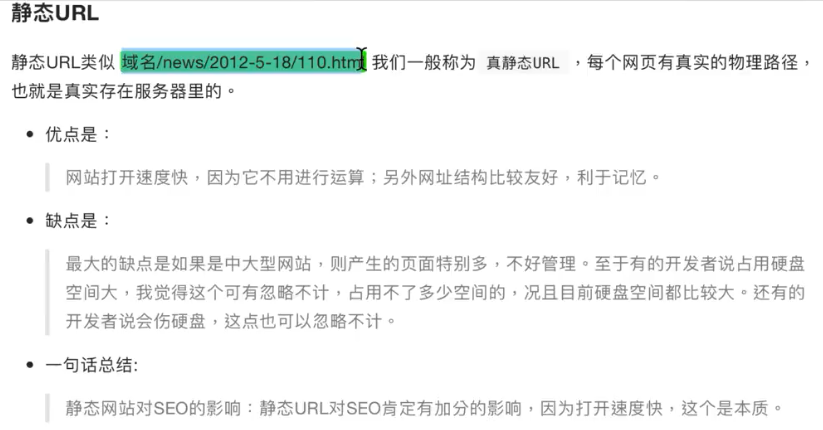 静态URL
静态URL类似 域名/news/2012-5-18/110.html 我们一般称为 真静态URL ，每个网页有真实的物理路径，
也就是真实存在服务器里的。
• 优点是：
网站打开速度快，因为它不用进行运算；另外网址结构比较友好，利于记忆。
• 缺点是：
最大的缺点是如果是中大型网站，则产生的页面特别多，不好管理。至于有的开发者说占用硬盘
空间大，我觉得这个可有忽略不计，占用不了多少空间的，况且目前硬盘空间都比较大。还有的
开发者说会伤硬盘，这点也可以忽略不计。
• 一句话总结:
静态网站对SEO的影响：静态URL对SEO肯定有加分的影响，因为打开速度快，这个是本质。